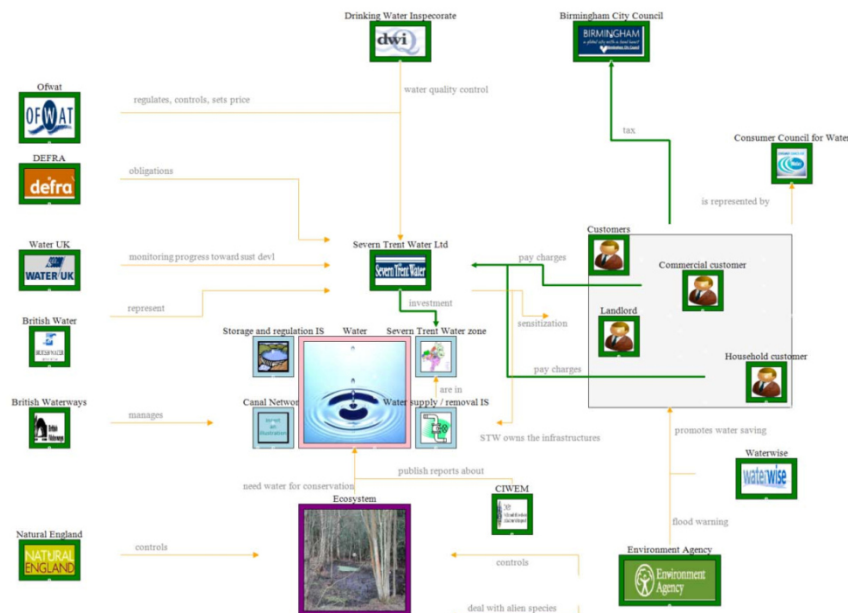 Drinking Water Inspecorate
Birmingham City Council
dwi
BIRMINGHAM
Ofwat
OFWAT
regulates, controls, sets price
water quality control
tax
Consumer Council for Water
DEFRA
defra
obligations
is represented by
Water UK
WATER UK
monitoring progress toward sust devl
Severn Trent Water Ltd
Severn Trent Water
Customers
pay charges
Commercial customer
investment
represent
British Water
Storage and regulation IS
Water
Severn Trent Water zone
sensitization
Landlord
Household customer
are in
pay charges
British Waterways
manages
Canal Networ
Water supply / removal IS
STW owns the infrastructures
promotes water saving
publish reports about
need water for conservation
CIWEM
Waterwise
waterwise
Ecosystem
flood warning
Natural England
NATURAL
ENGLAND
controls
controls
Environment Agency
Environment
Agency
deal with alien species